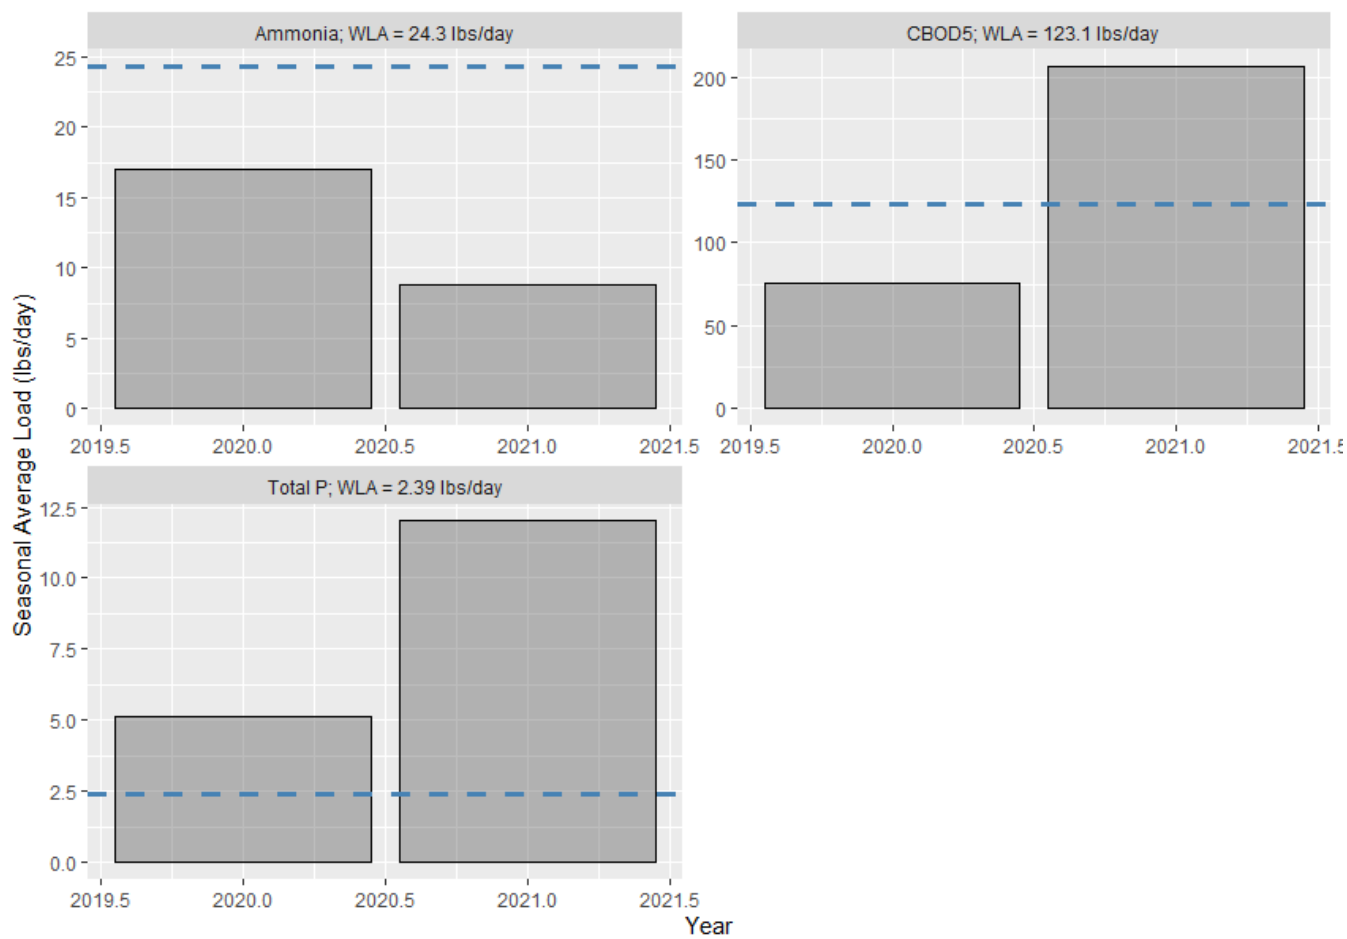 Ammonia; WLA = 24.3 lbs/day
25
20
15
10
5
0
2019.5 2020.0 2020.5 2021.0 2021.5
CBOD5; WLA = 123.1 lbs/day
200
150
100
50
0
2019.5 2020.0 2020.5 2021.0 2021.5
Total P; WLA = 2.39 lbs/day
12.5
10.0
7.5
5.0
2.5
0.0
2019.5 2020.0 2020.5 2021.0 2021.5
Seasonal Average Load (lbs/day)
Year